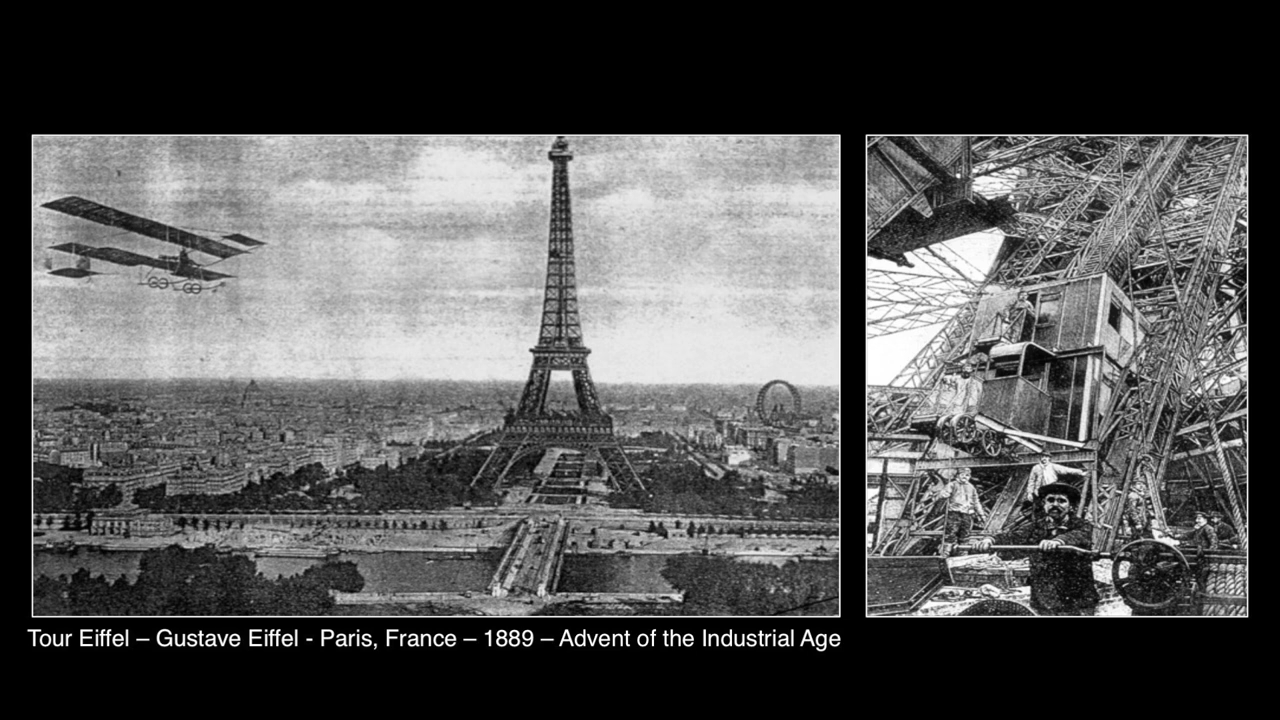 Tour Eiffel – Gustave Eiffel - Paris, France – 1889 – Advent of the Industrial Age